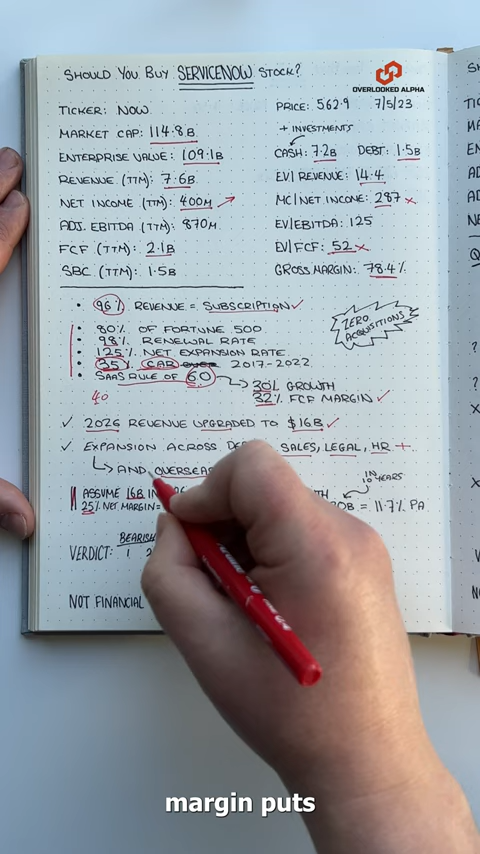 SHOULD YOU BUY SERVICENOW STOCK?
OVERLOOKED ALPHA
TICKER: NOW
PRICE: 562.9 7/5/23
MARKET CAP: 114.8B
+ INVESTMENTS
ENTERPRISE VALUE: 109.1B
CASH: 7.2B DEBT: 1.5B
REVENUE (TTM): 7.6B
EV/REVENUE: 14.4
NET INCOME (TTM): 400M
MC/NET INCOME: 287 x
ADJ. EBITDA (TTM): 870M
EV/EBITDA: 125
FCF (TTM): 2.1B
EV/FCF: 52 x
SBC (TTM): 1.5B
GROSS MARGIN: 78.4%
• 96% REVENUE = SUBSCRIPTION ✓
• 80% OF FORTUNE 500
• 98% RENEWAL RATE
• 125% NET EXPANSION RATE
• 35% CAR 2017-2022
• SAAS RULE OF 60
40
30% GROWTH
32% FCF MARGIN ✓
ZERO ACQUISITIONS
✓ 2026 REVENUE UPGRADED TO $16B ✓
✓ EXPANSION ACROSS SALES, LEGAL, HR +
AND OVERSEAS
IN 10 YEARS
ASSUME 16B IN
25% NET MARGIN= = 11.7% PA
BEARISH
VERDICT: 1 2
NOT FINANCIAL
margin puts